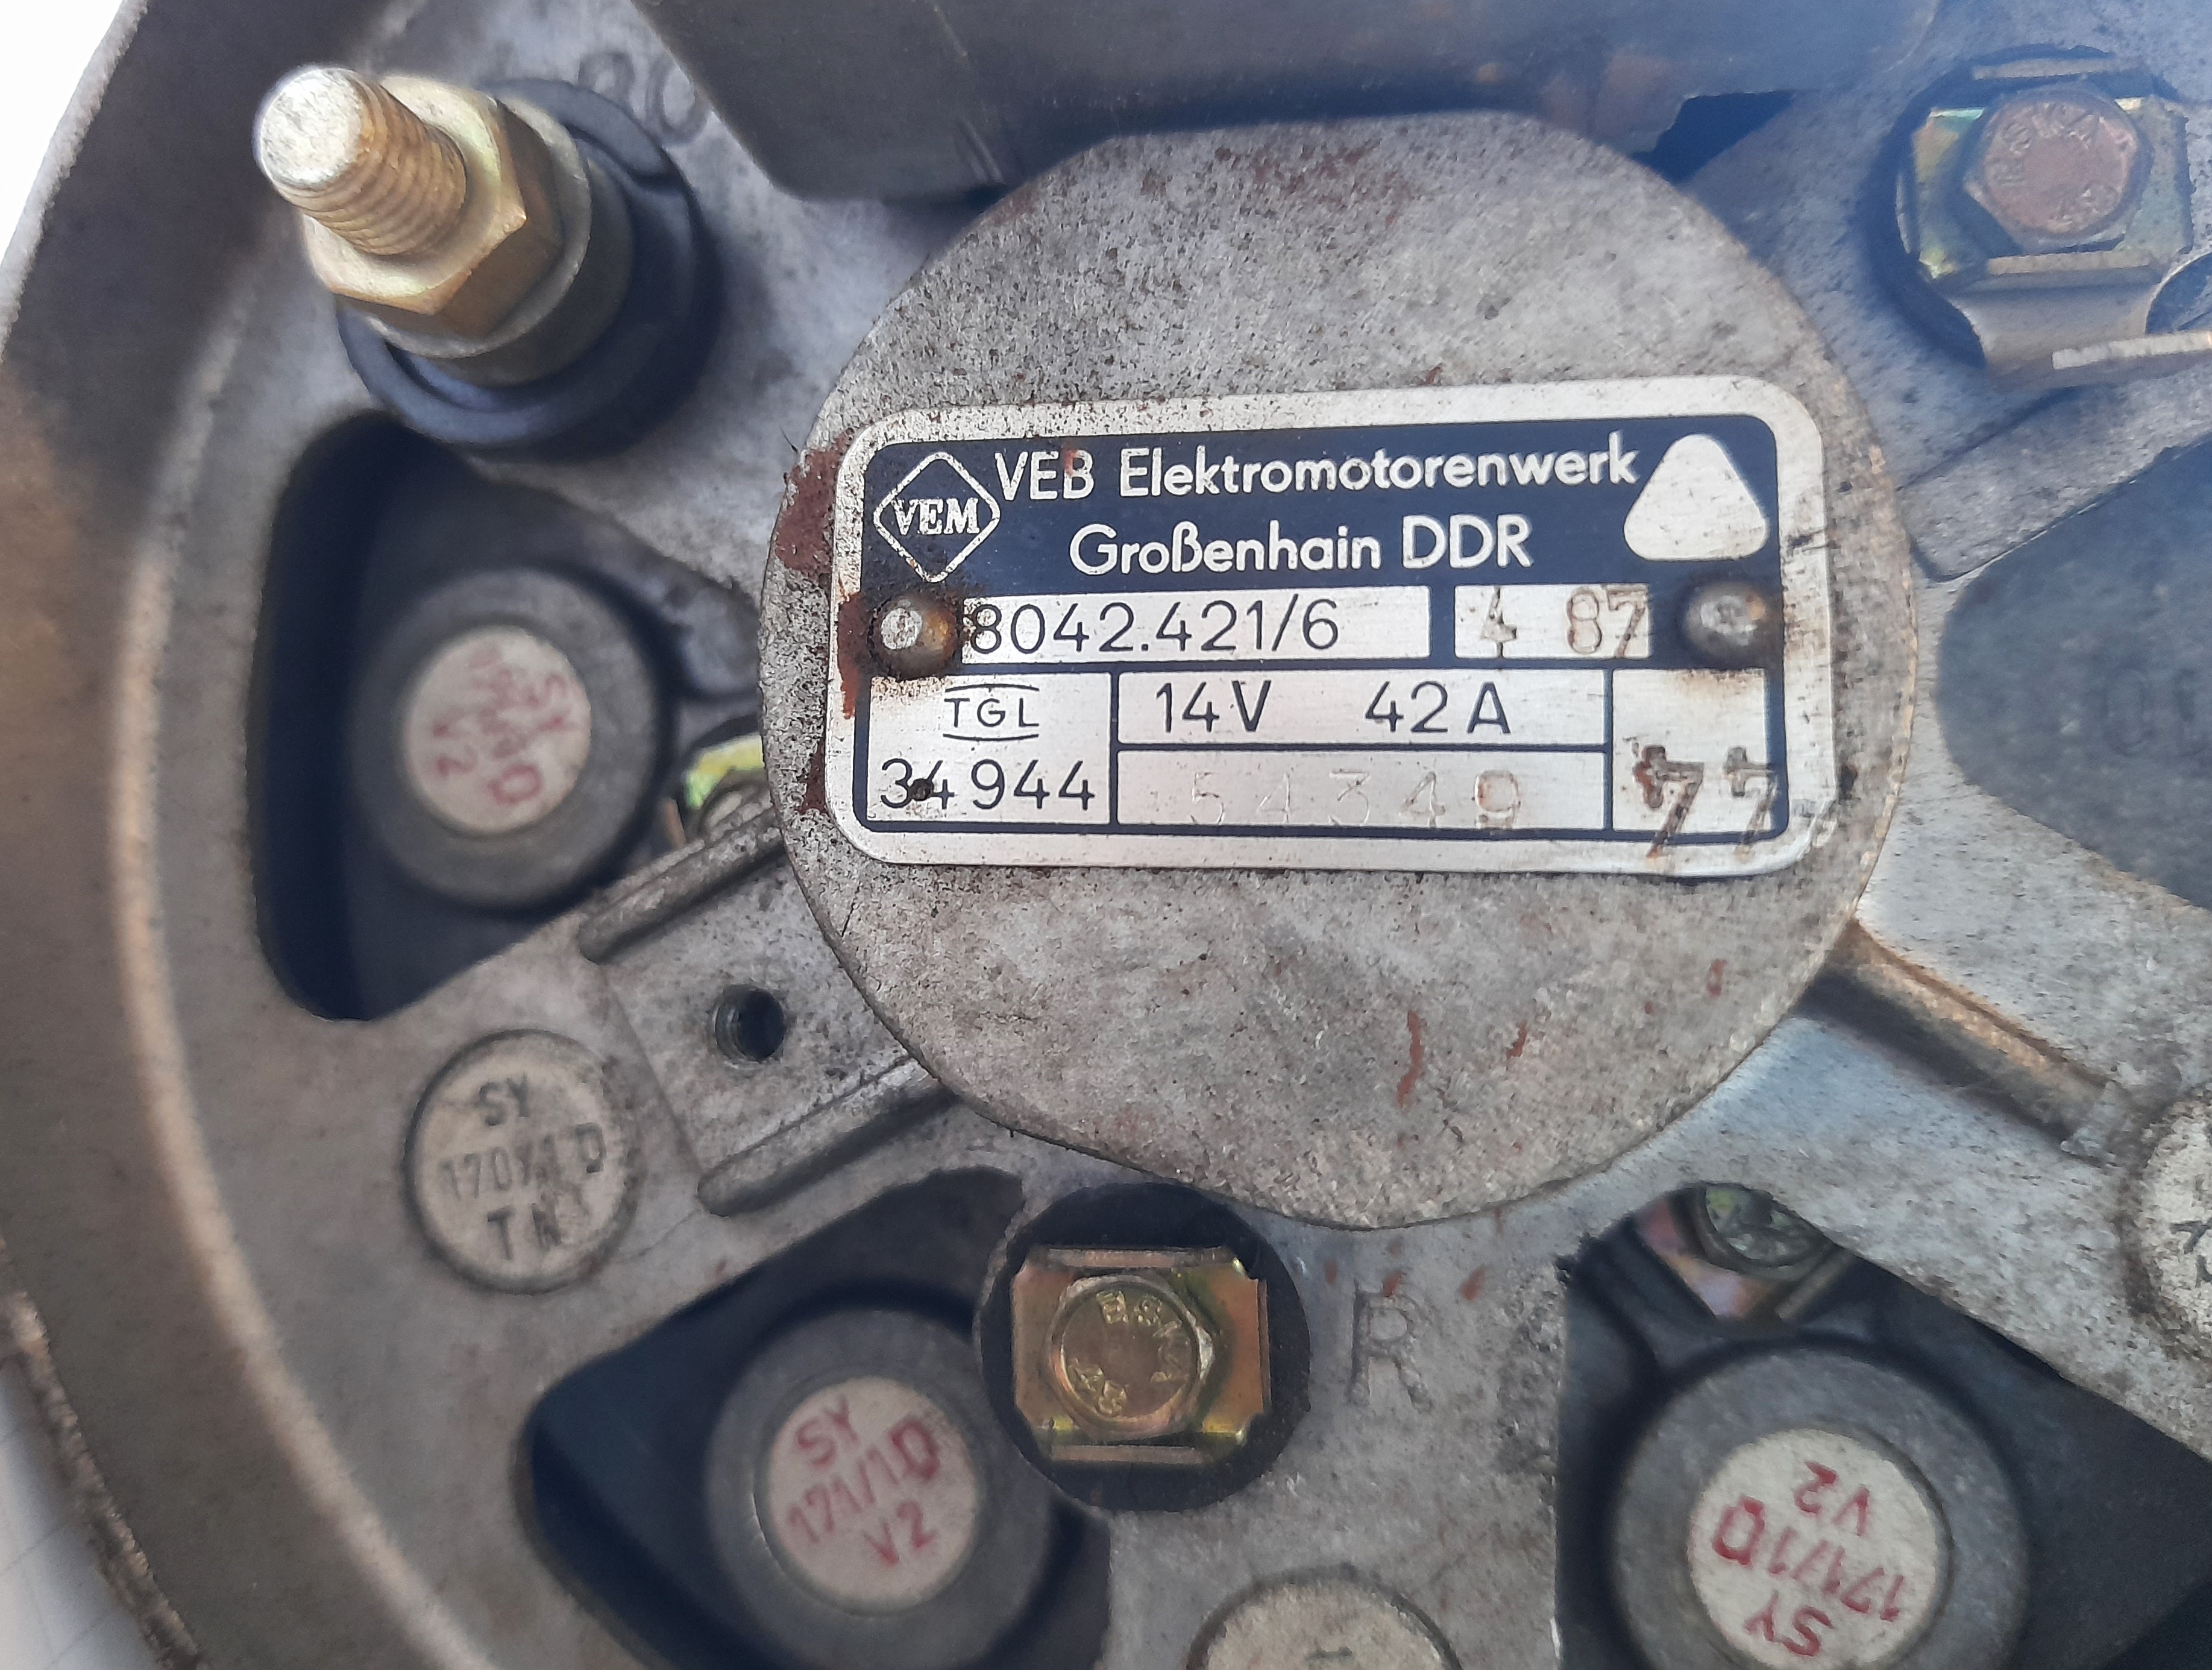 VEM
VEB Elektromotorenwerk
Großenhain DDR
8042.421/6
4 87
TGL
34944
14V 42A
54349
77
SY
171/1D
V2
SY
170/1D
R
SY
171/1D
V2